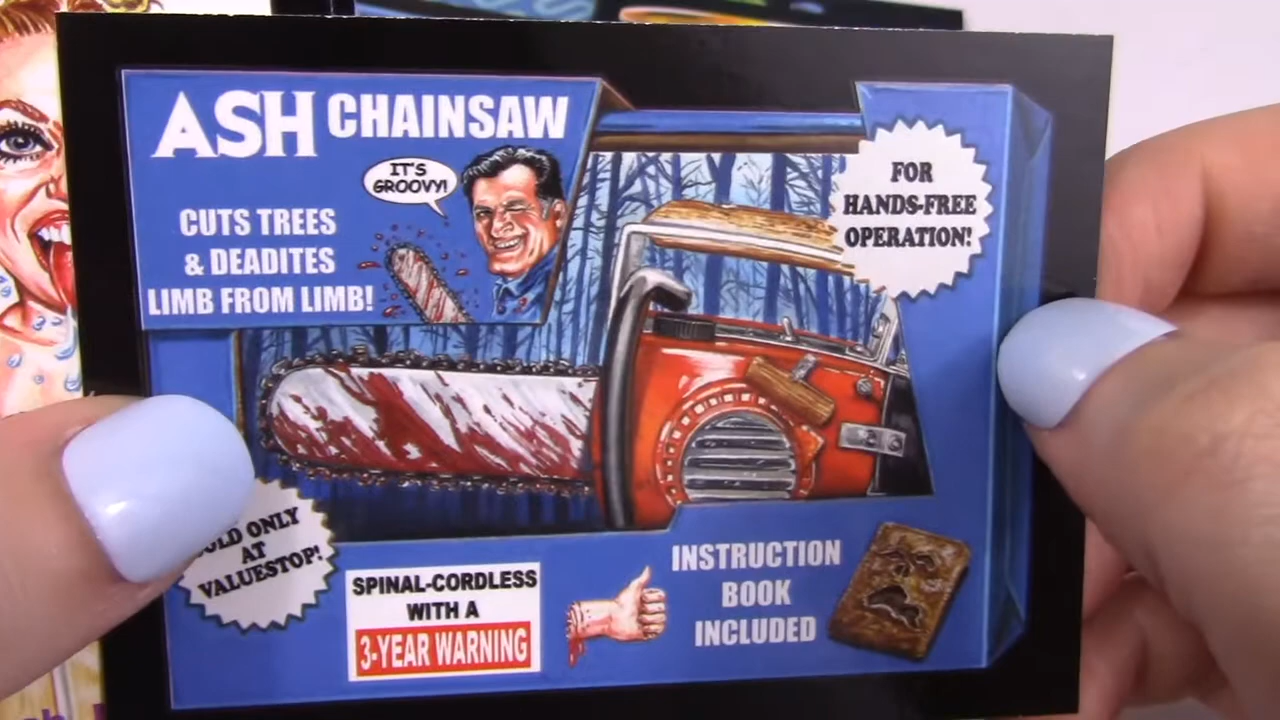 ASH CHAINSAW
IT'S
GROOVY!
CUTS TREES
& DEADITES
LIMB FROM LIMB!
FOR
HANDS-FREE
OPERATION!
ONLY
AT
VALUESTOP!
SPINAL-CORDLESS
WITH A
3-YEAR WARNING
INSTRUCTION
BOOK
INCLUDED